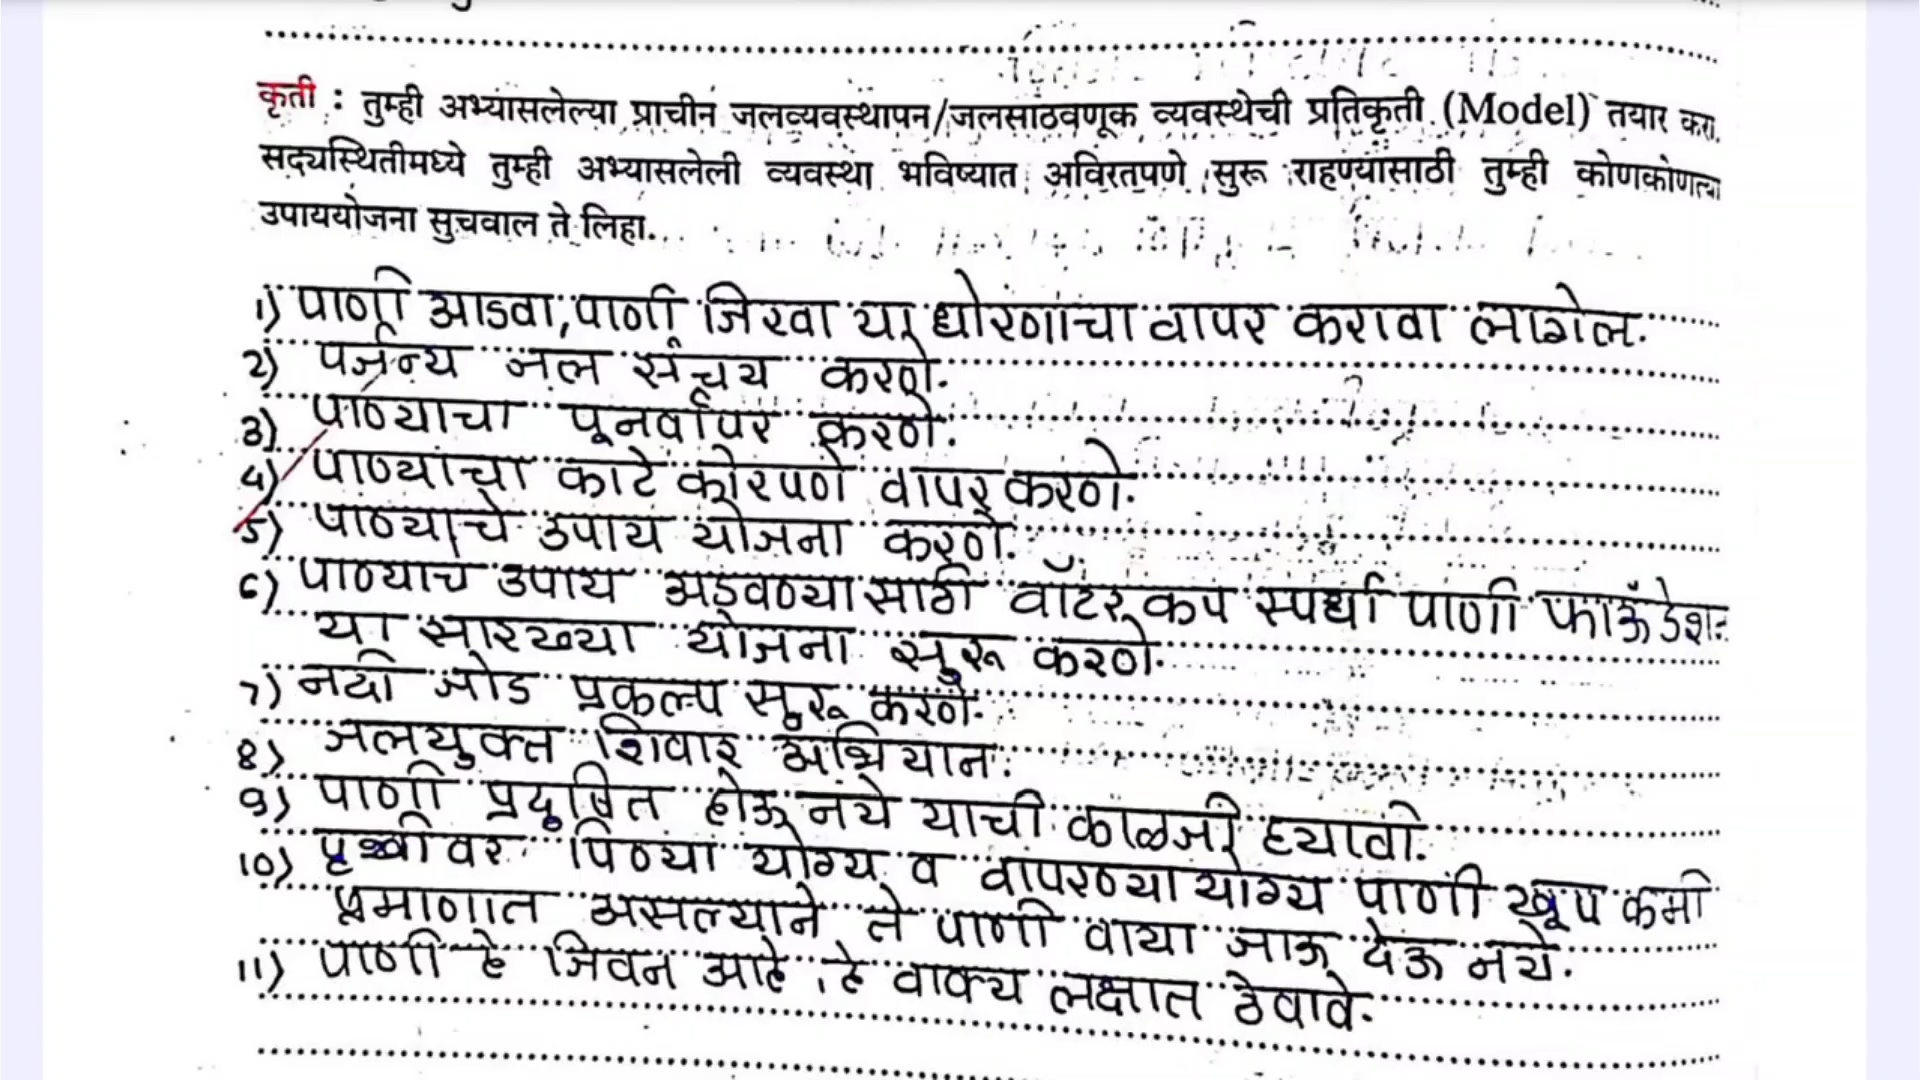 कृती : तुम्ही अभ्यासलेल्या प्राचीन जलव्यवस्थापन/जलसाठवणूक व्यवस्थेची प्रतिकृती (Model) तयार करा.
सद्यस्थितीमध्ये तुम्ही अभ्यासलेली व्यवस्था भविष्यात अविरतपणे सुरू राहण्यासाठी तुम्ही कोणकोणत्या
उपाययोजना सुचवाल ते लिहा.
1) पाणी आडवा, पाणी जिरवा या धोरणांचा वापर करावा लागेल.
2) पर्जन्य जल संचय करणे.
3) पाण्याचा पूनर्वापर करणे.
4) पाण्याचा काटे कोरपणे वापर करणे.
5) पाण्याचे उपाय योजना करणे.
6) पाण्याच उपाय अडवण्यासाठी वॉटर कप स्पर्धा पाणी फाऊंडेशन
या सारख्या योजना सुरू करणे.
7) नदी जोड प्रकल्प सुरू करणे.
8) जलयुक्त शिवार अभियान.
9) पाणी प्रदुषित होऊ नये याची काळजी घ्यावी.
10) पृथ्वीवर पिण्या योग्य व वापरण्या योग्य पाणी खूप कमी
प्रमाणात असल्याने ते पाणी वाया जाऊ देऊ नये.
11) पाणी हे जिवन आहे, हे वाक्य लक्षात ठेवावे.